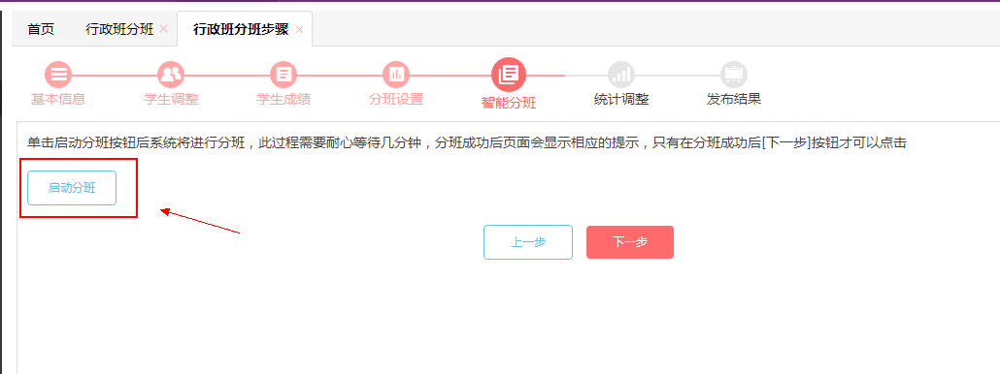 首页 行政班分班 行政班分班步骤
基本信息 学生调整 学生成绩 分班设置 智能分班 统计调整 发布结果
单击启动分班按钮后系统将进行分班，此过程需要耐心等待几分钟，分班成功后页面会显示相应的提示，只有在分班成功后[下一步]按钮才可以点击
启动分班
上一步 下一步